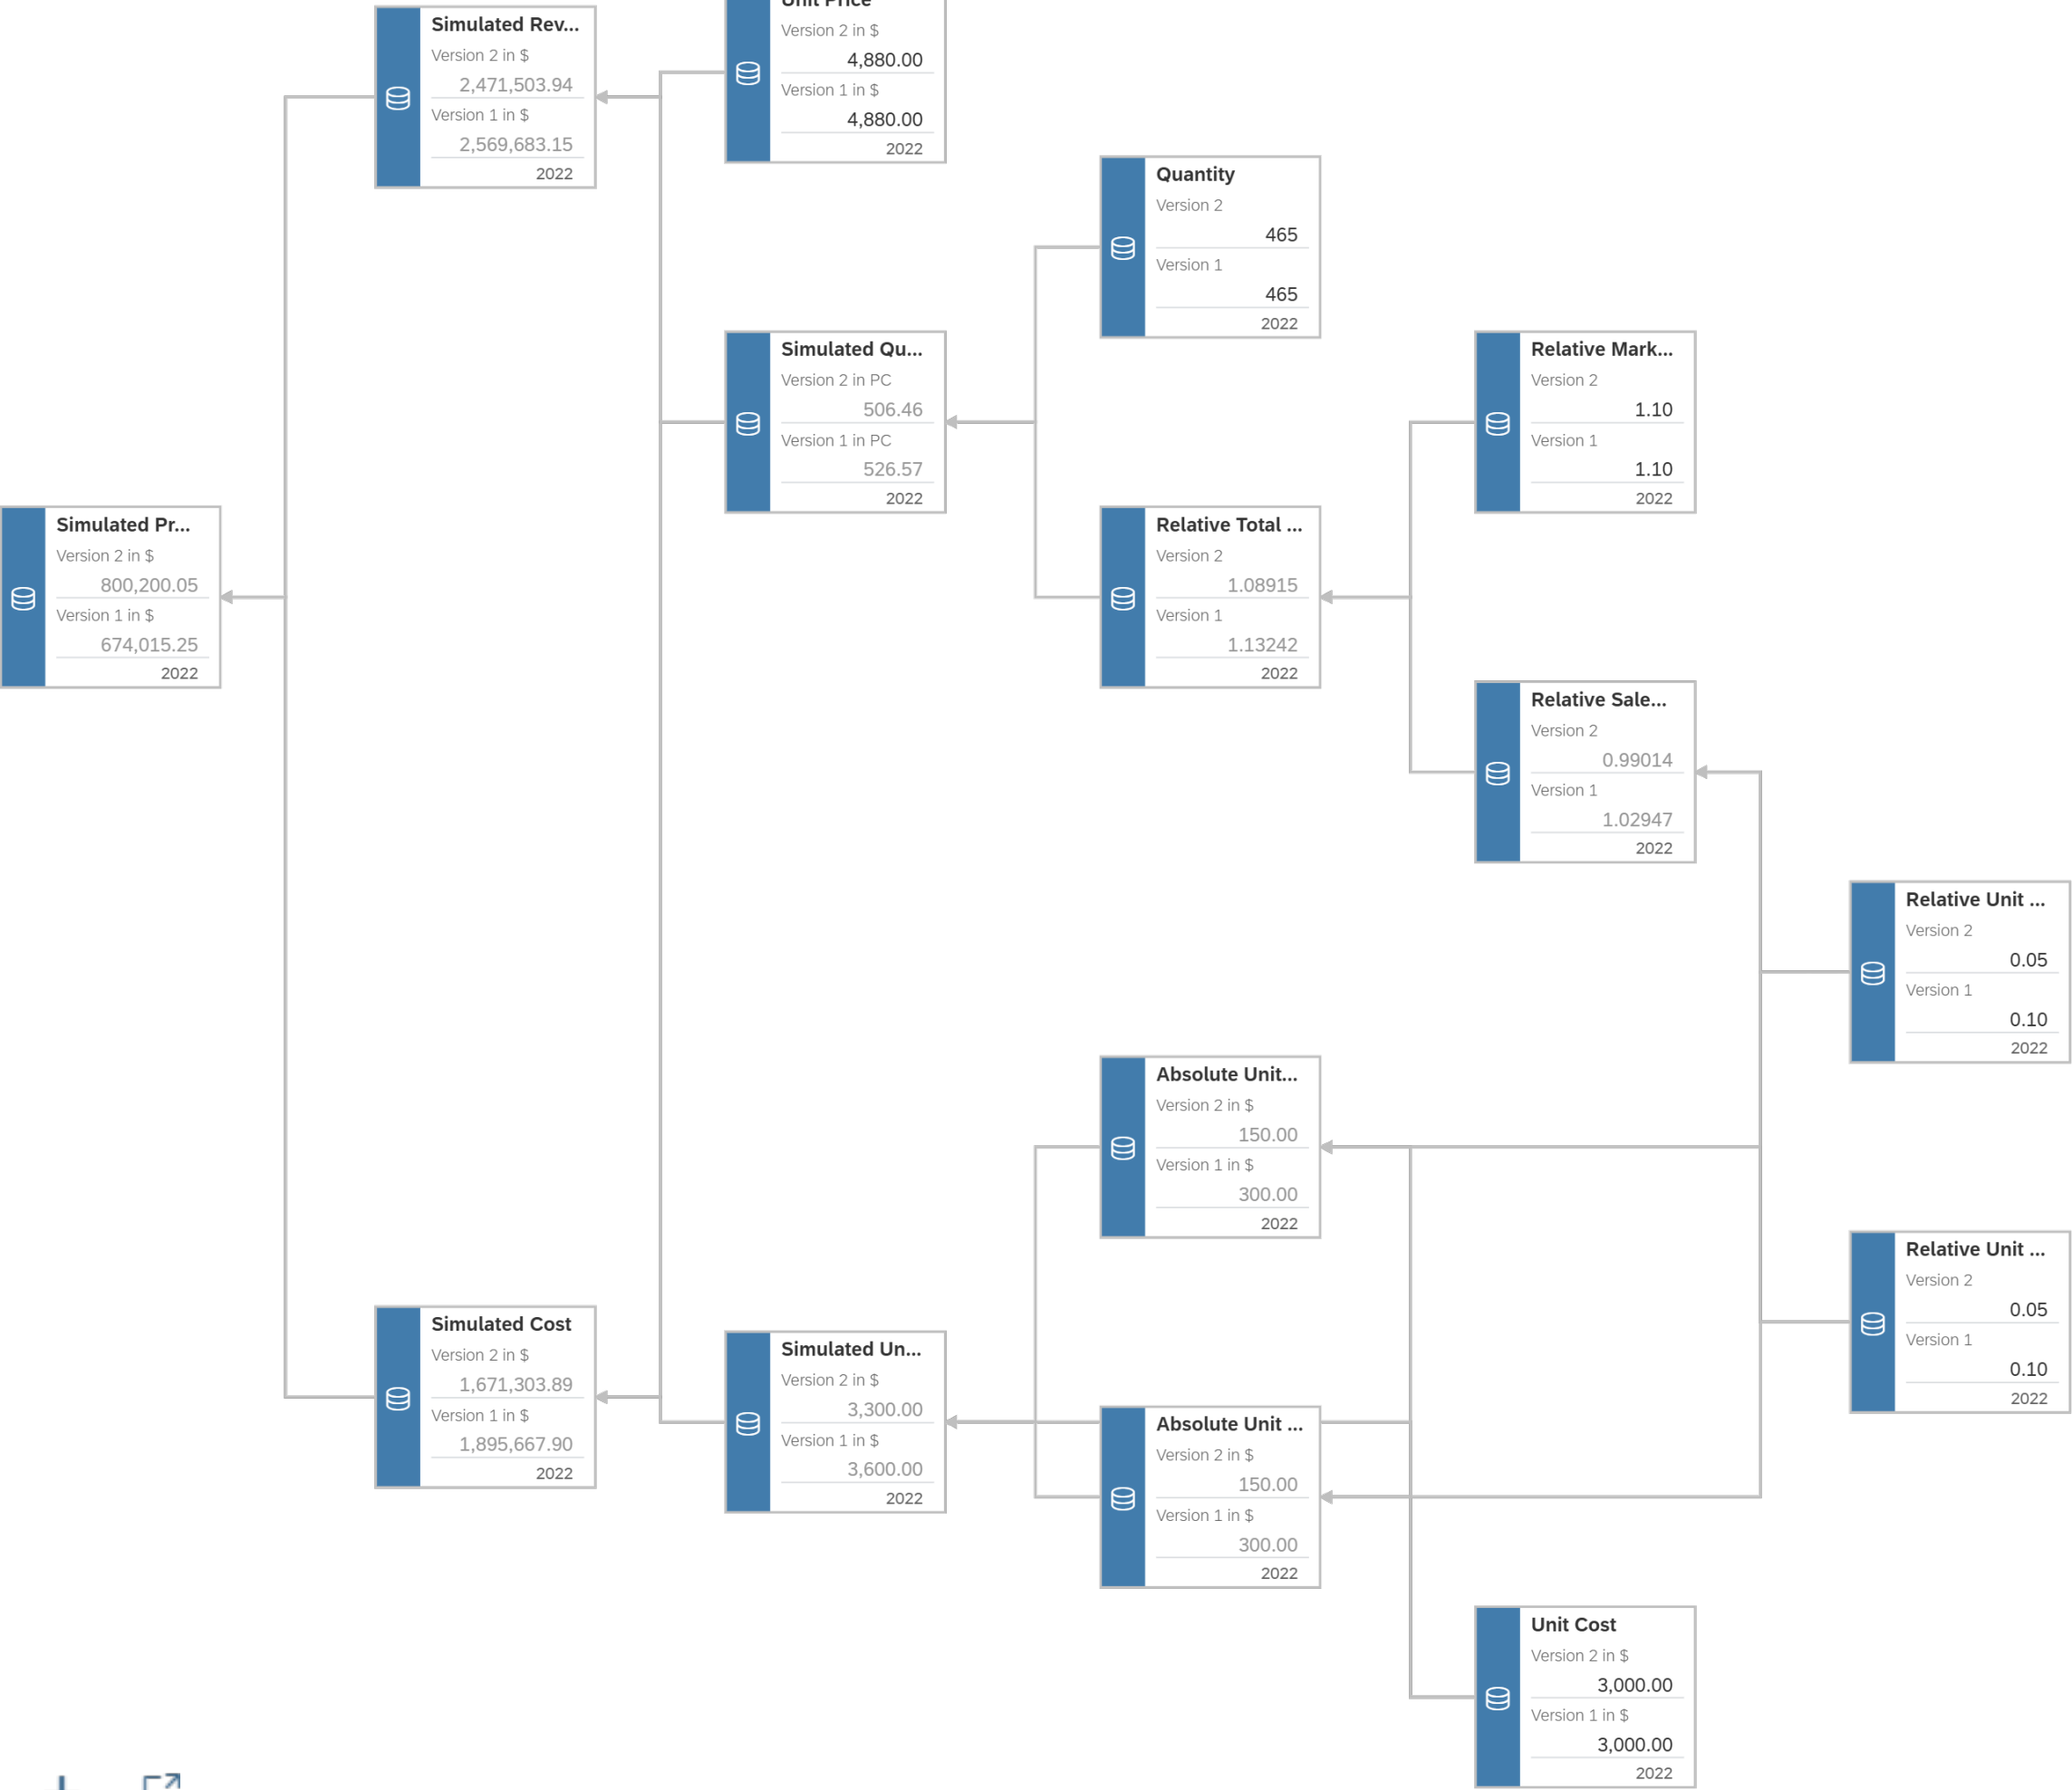 Simulated Rev...
Version 2 in $
2,471,503.94
Version 1 in $
2,569,683.15
2022
Unit Price
Version 2 in $
4,880.00
Version 1 in $
4,880.00
2022
Quantity
Version 2
465
Version 1
465
2022
Simulated Qu...
Version 2 in PC
506.46
Version 1 in PC
526.57
2022
Relative Mark...
Version 2
1.10
Version 1
1.10
2022
Simulated Pr...
Version 2 in $
800,200.05
Version 1 in $
674,015.25
2022
Relative Total ...
Version 2
1.08915
Version 1
1.13242
2022
Relative Sale...
Version 2
0.99014
Version 1
1.02947
2022
Relative Unit ...
Version 2
0.05
Version 1
0.10
2022
Absolute Unit...
Version 2 in $
150.00
Version 1 in $
300.00
2022
Relative Unit ...
Version 2
0.05
Version 1
0.10
2022
Simulated Cost
Version 2 in $
1,671,303.89
Version 1 in $
1,895,667.90
2022
Simulated Un...
Version 2 in $
3,300.00
Version 1 in $
3,600.00
2022
Absolute Unit ...
Version 2 in $
150.00
Version 1 in $
300.00
2022
Unit Cost
Version 2 in $
3,000.00
Version 1 in $
3,000.00
2022